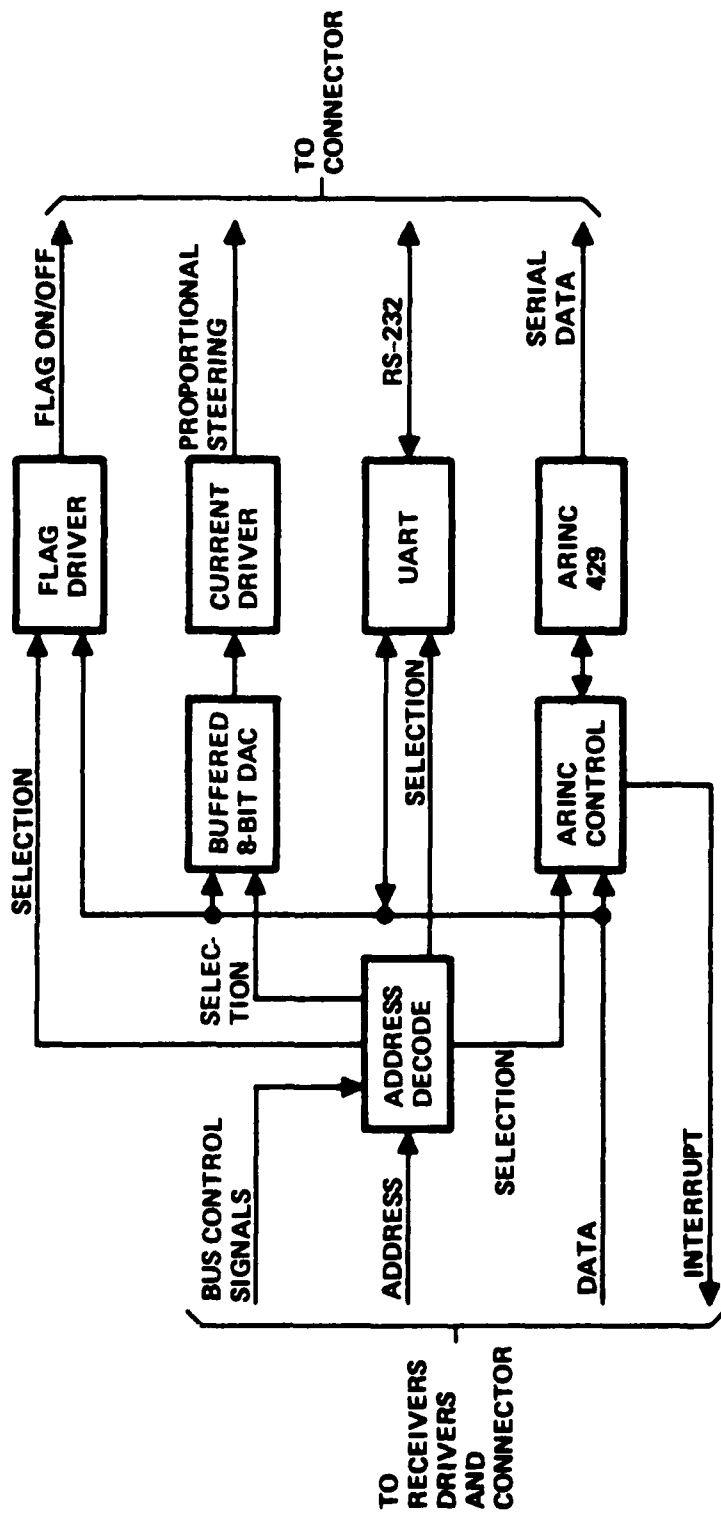 TO
RECEIVERS
DRIVERS
AND
CONNECTOR
BUS CONTROL
SIGNALS
ADDRESS
DATA
INTERRUPT
SELECTION
SELEC-
TION
ADDRESS
DECODE
SELECTION
SELECTION
FLAG
DRIVER
BUFFERED
8-BIT DAC
CURRENT
DRIVER
UART
ARINC
CONTROL
ARINC
429
FLAG ON/OFF
PROPORTIONAL
STEERING
RS-232
SERIAL
DATA
TO
CONNECTOR